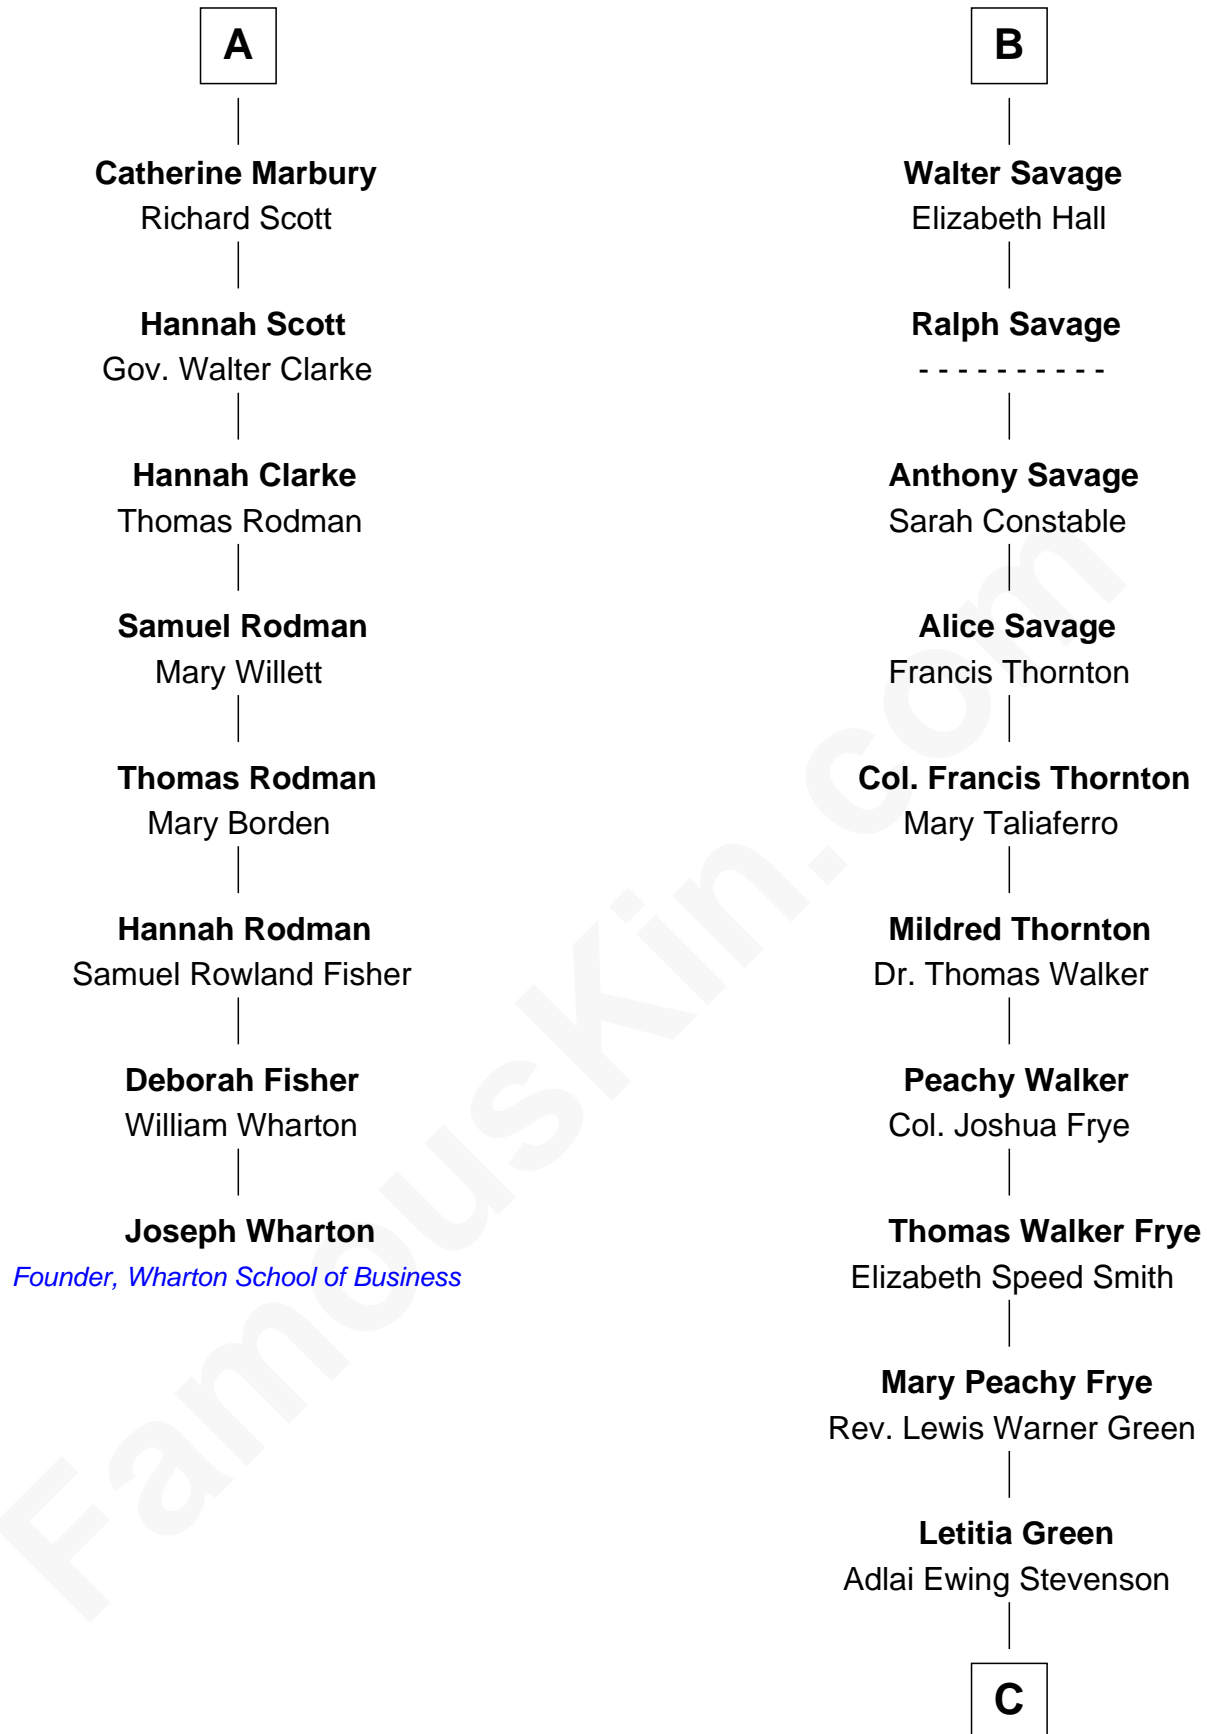 A
Catherine Marbury
Richard Scott
Hannah Scott
Gov. Walter Clarke
Hannah Clarke
Thomas Rodman
Samuel Rodman
Mary Willett
Thomas Rodman
Mary Borden
Hannah Rodman
Samuel Rowland Fisher
Deborah Fisher
William Wharton
Joseph Wharton
Founder, Wharton School of Business
B
Walter Savage
Elizabeth Hall
Ralph Savage
- - - - - - - - - -
Anthony Savage
Sarah Constable
Alice Savage
Francis Thornton
Col. Francis Thornton
Mary Taliaferro
Mildred Thornton
Dr. Thomas Walker
Peachy Walker
Col. Joshua Frye
Thomas Walker Frye
Elizabeth Speed Smith
Mary Peachy Frye
Rev. Lewis Warner Green
Letitia Green
Adlai Ewing Stevenson
C
FamousKin.com